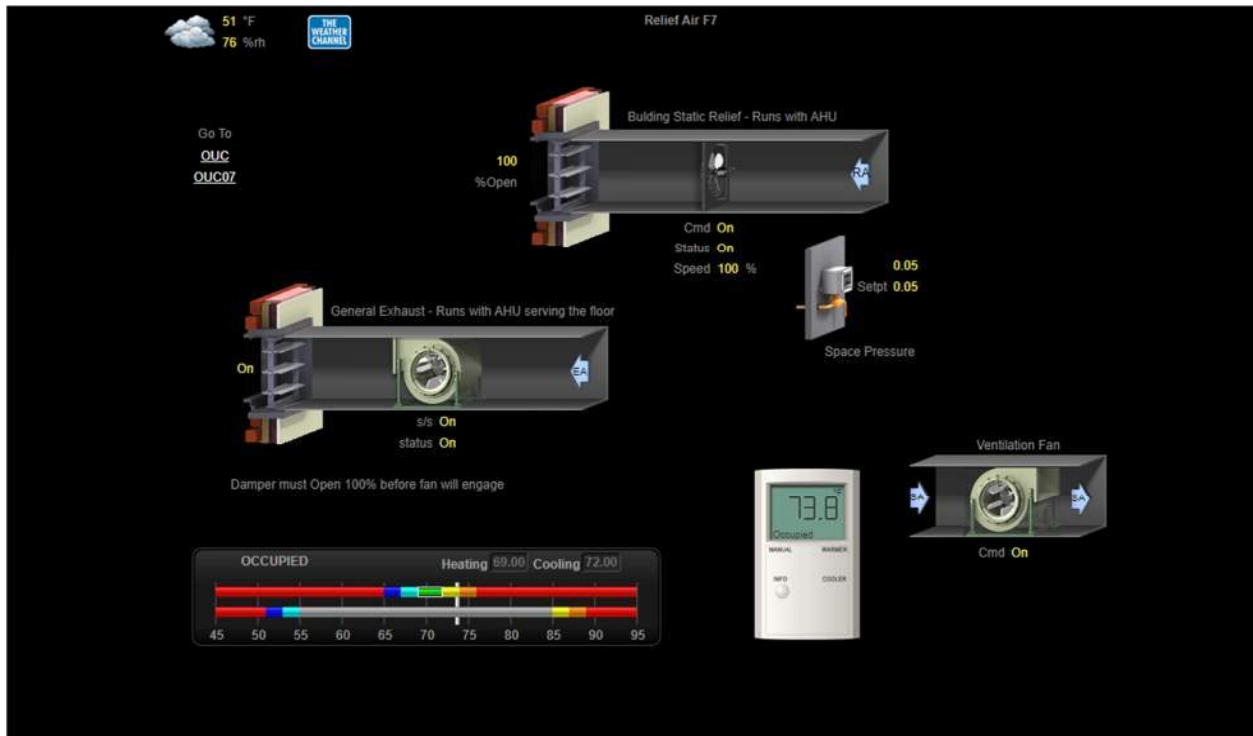 51 °F
76 %rh
THE WEATHER CHANNEL
Relief Air F7
Go To
OUC
OUC07
Bulding Static Relief - Runs with AHU
100
%Open
RA
Cmd On
Status On
Speed 100 %
0.05
Setpt 0.05
Space Pressure
General Exhaust - Runs with AHU serving the floor
On
EA
s/s On
status On
Damper must Open 100% before fan will engage
Ventilation Fan
SA SA
Cmd On
°F
73.8
Occupied
MANUAL WARMER
INFO COOLER
OCCUPIED Heating 69.00 Cooling 72.00
45 50 55 60 65 70 75 80 85 90 95